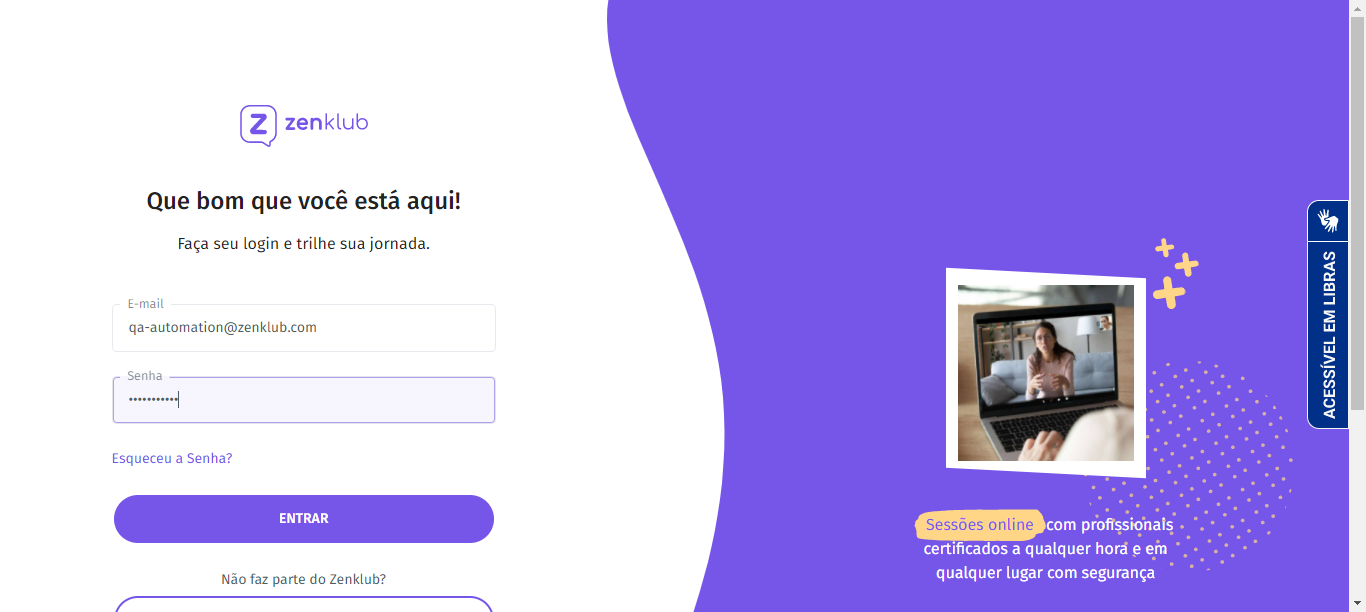 Z zenklub
Que bom que você está aqui!
Faça seu login e trilhe sua jornada.
E-mail
qa-automation@zenklub.com
Senha
•••••••••••
Esqueceu a Senha?
ENTRAR
Não faz parte do Zenklub?
ACESSÍVEL EM LIBRAS
Sessões online com profissionais
certificados a qualquer hora e em
qualquer lugar com segurança